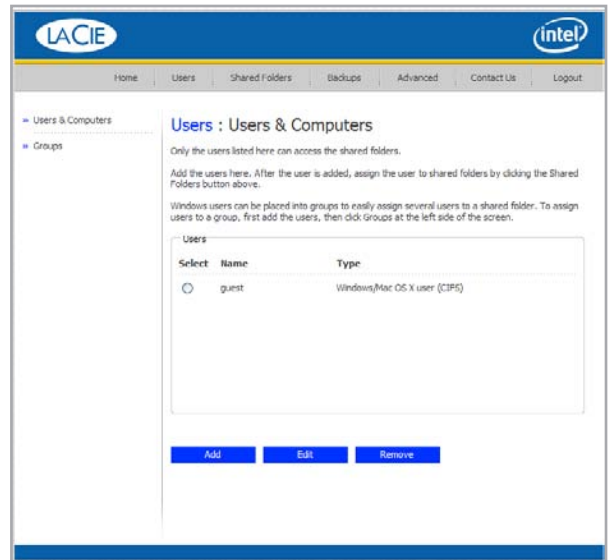 LACIE
intel
Home Users Shared Folders Backups Advanced Contact Us Logout
» Users & Computers
» Groups
Users : Users & Computers
Only the users listed here can access the shared folders.
Add the users here. After the user is added, assign the user to shared folders by clicking the Shared
Folders button above.
Windows users can be placed into groups to easily assign several users to a shared folder. To assign
users to a group, first add the users, then click Groups at the left side of the screen.
Users
Select Name Type
guest Windows/Mac OS X user (CIFS)
Add Edit Remove